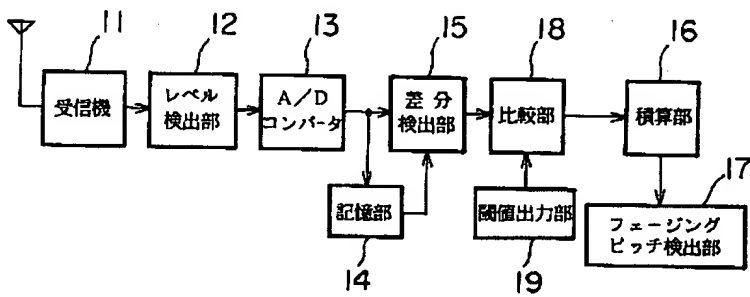 11
12
13
15
18
16
受信機
レベル
検出部
A/D
コンバータ
差分
検出部
比較部
積算部
17
記憶部
閾値出力部
フェージング
ピッチ検出部
14
19